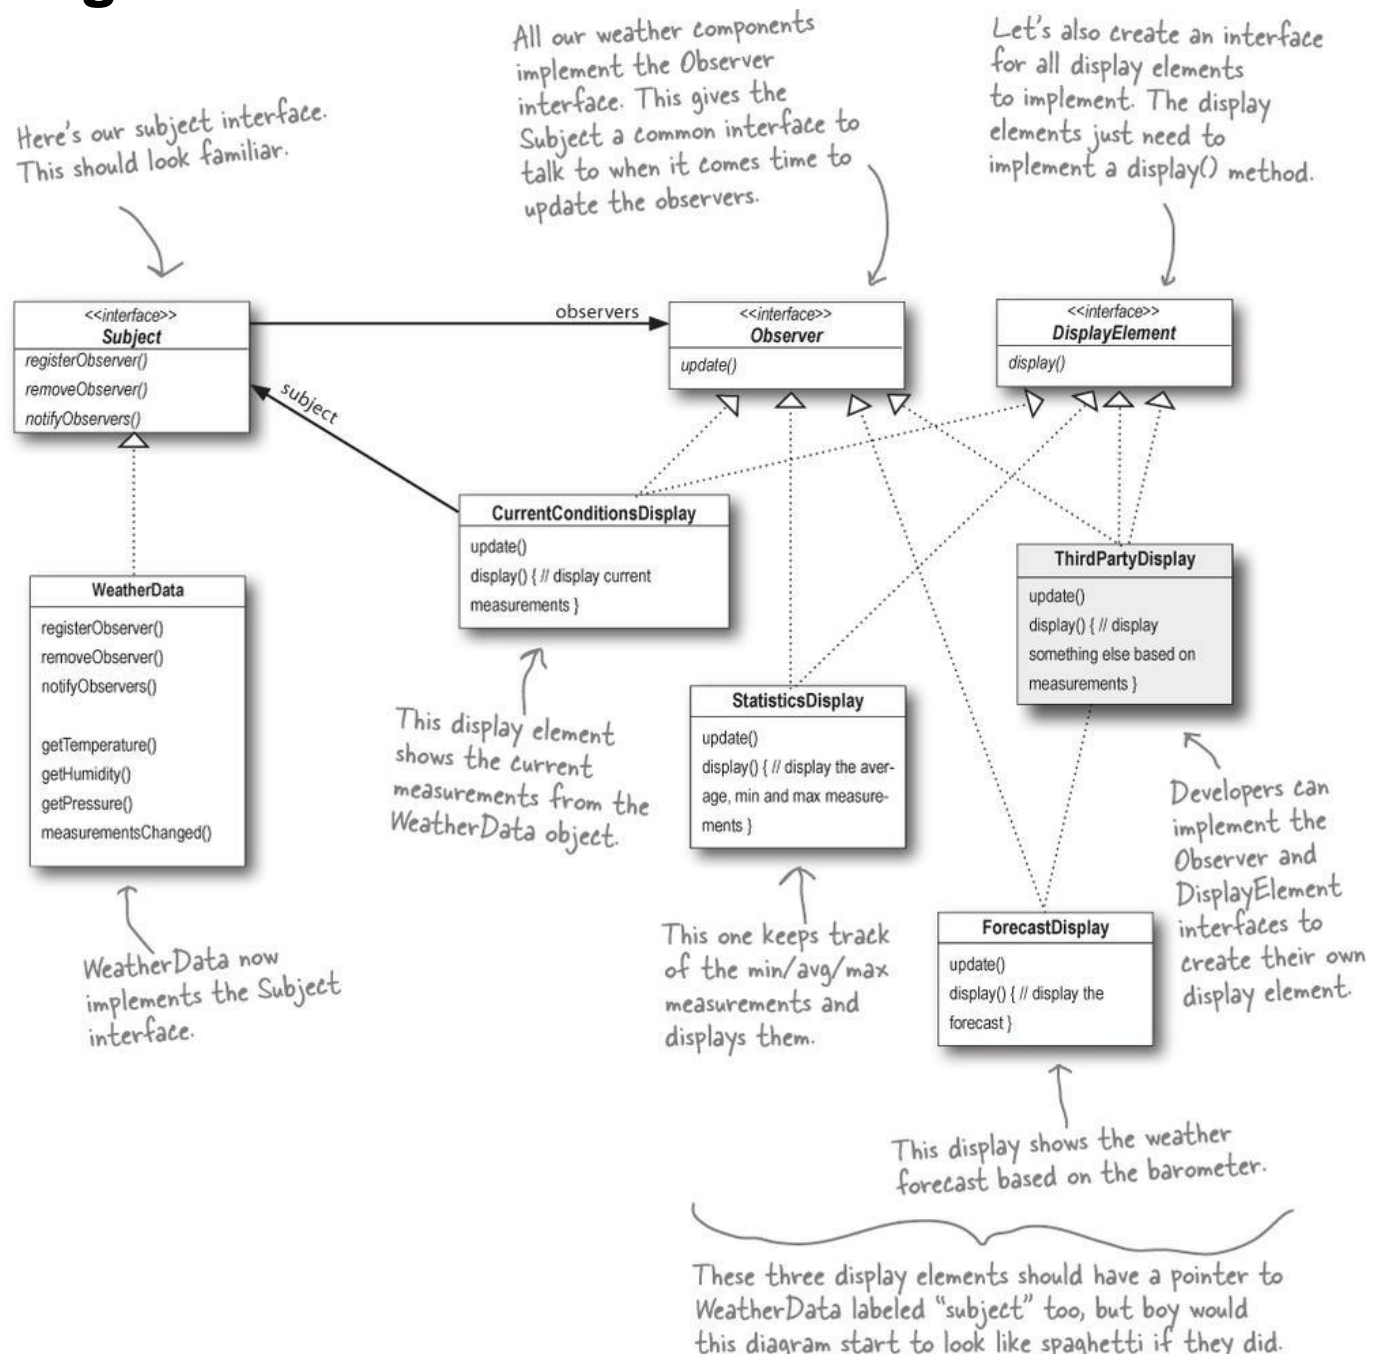 Here's our subject interface.
This should look familiar.
All our weather components
implement the Observer
interface. This gives the
Subject a common interface to
talk to when it comes time to
update the observers.
Let's also create an interface
for all display elements
to implement. The display
elements just need to
implement a display() method.
<<interface>>
Subject
registerObserver()
removeObserver()
notifyObservers()
observers
<<interface>>
Observer
update()
<<interface>>
DisplayElement
display()
subject
CurrentConditionsDisplay
update()
display() { // display current
measurements }
WeatherData
registerObserver()
removeObserver()
notifyObservers()
getTemperature()
getHumidity()
getPressure()
measurementsChanged()
ThirdPartyDisplay
update()
display() { // display
something else based on
measurements }
StatisticsDisplay
update()
display() { // display the aver-
age, min and max measure-
ments }
This display element
shows the current
measurements from the
WeatherData object.
Developers can
implement the
Observer and
DisplayElement
interfaces to
create their own
display element.
ForecastDisplay
update()
display() { // display the
forecast }
WeatherData now
implements the Subject
interface.
This one keeps track
of the min/avg/max
measurements and
displays them.
This display shows the weather
forecast based on the barometer.
These three display elements should have a pointer to
WeatherData labeled "subject" too, but boy would
this diagram start to look like spaghetti if they did.